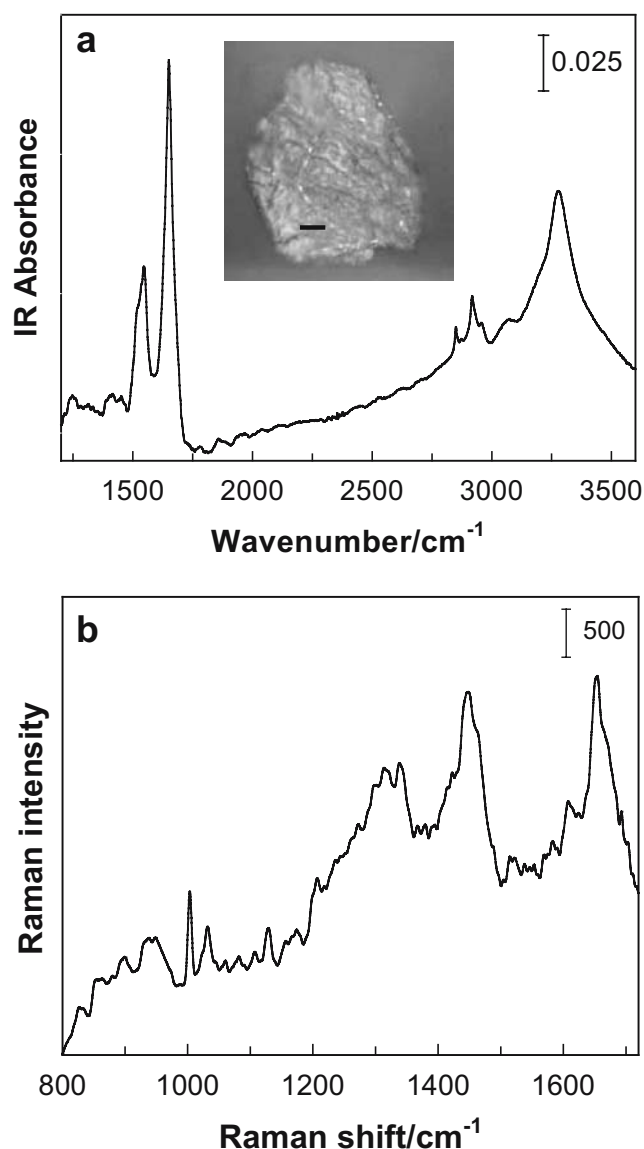 a
0.025
IR Absorbance
1500 2000 2500 3000 3500
Wavenumber/cm⁻¹
b
500
Raman intensity
800 1000 1200 1400 1600
Raman shift/cm⁻¹